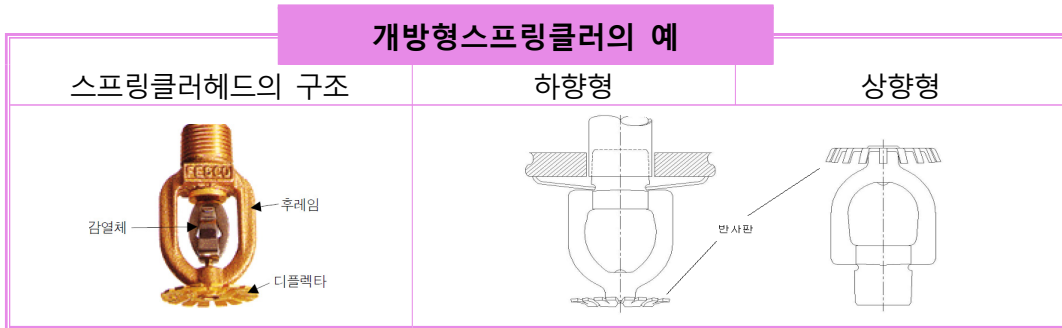 개방형스프링클러의 예
스프링클러헤드의 구조
하향형
상향형
FESCO
감열체
후레임
디플렉타
반사판